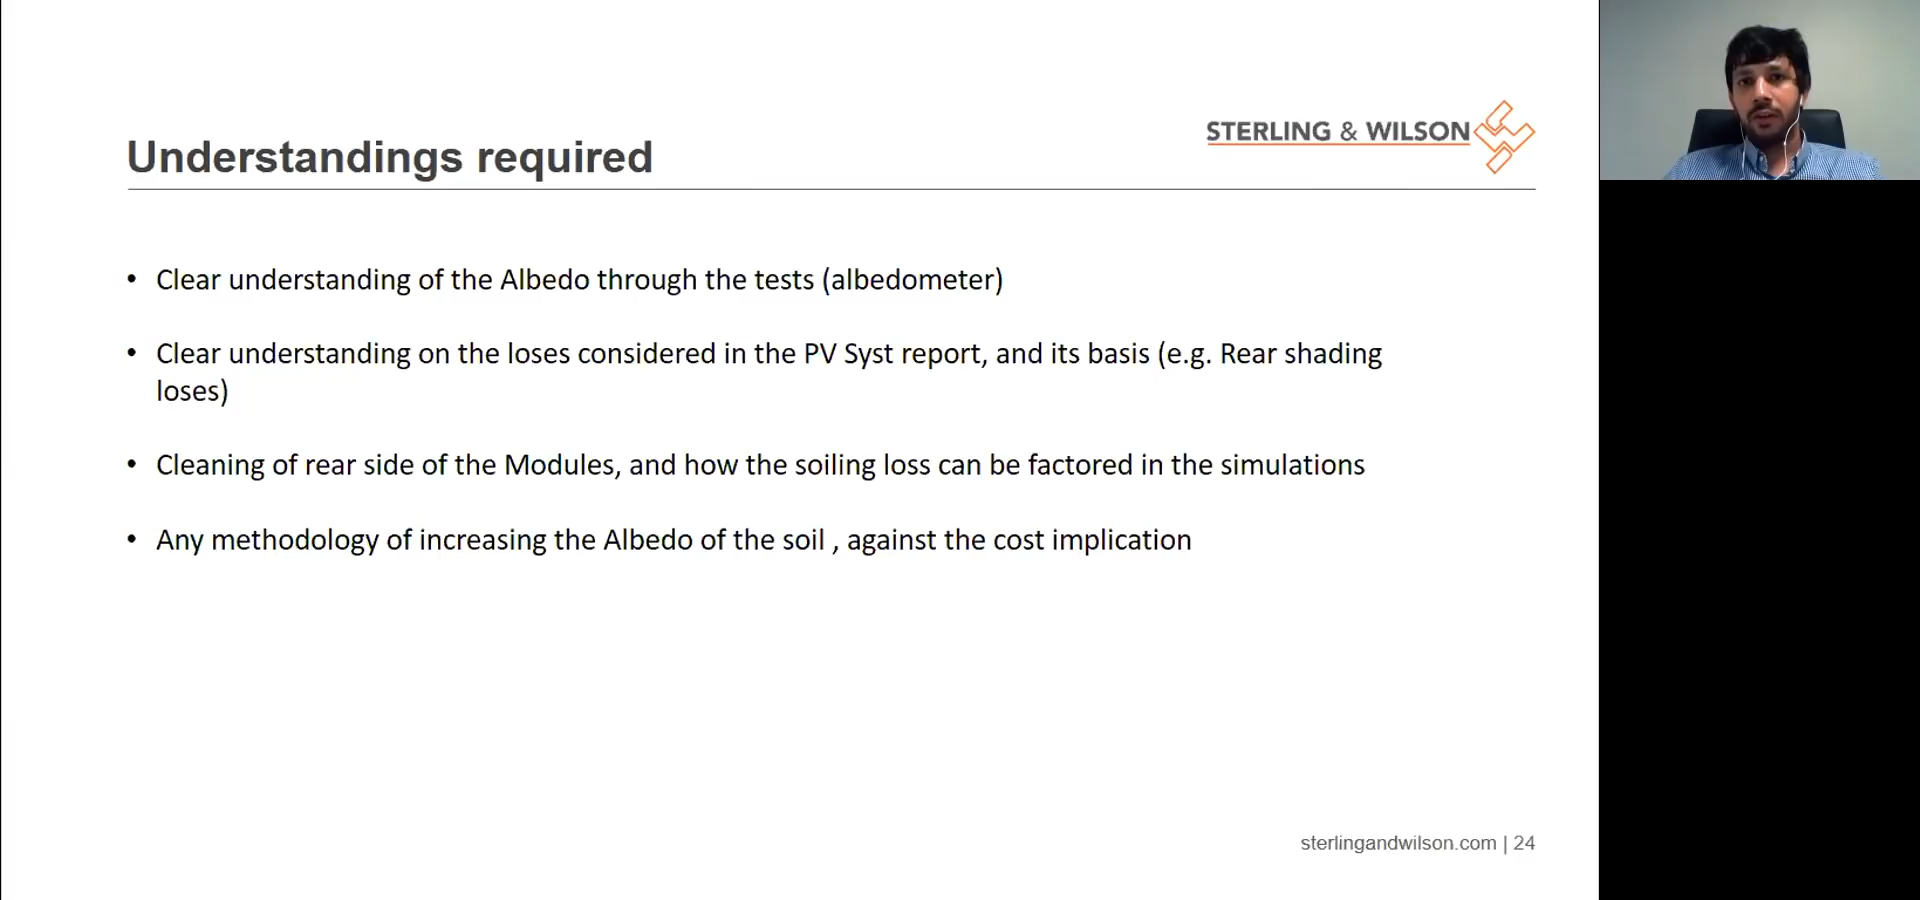 STERLING & WILSON
Understandings required
• Clear understanding of the Albedo through the tests (albedometer)
• Clear understanding on the loses considered in the PV Syst report, and its basis (e.g. Rear shading
loses)
• Cleaning of rear side of the Modules, and how the soiling loss can be factored in the simulations
• Any methodology of increasing the Albedo of the soil , against the cost implication
sterlingandwilson.com | 24